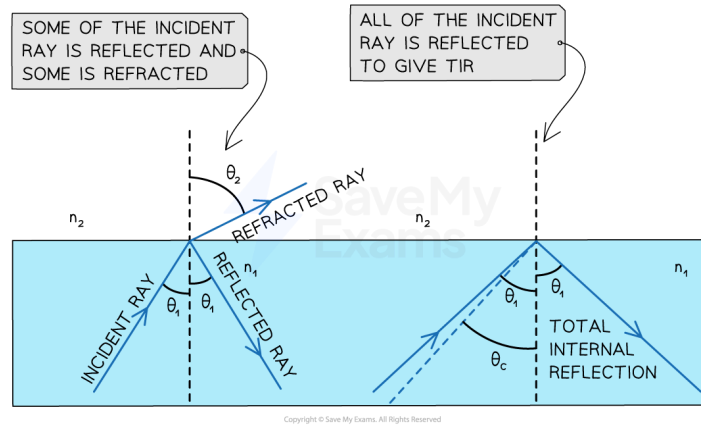 SOME OF THE INCIDENT
RAY IS REFLECTED AND
SOME IS REFRACTED
ALL OF THE INCIDENT
RAY IS REFLECTED
TO GIVE TIR
θ₂
REFRACTED RAY
n₂
n₂
SaveMy
Exams
INCIDENT RAY
θ₁
θ₁
REFLECTED RAY
n₁
θ₁
θ₁
n₁
θc
TOTAL
INTERNAL
REFLECTION
Copyright © Save My Exams. All Rights Reserved